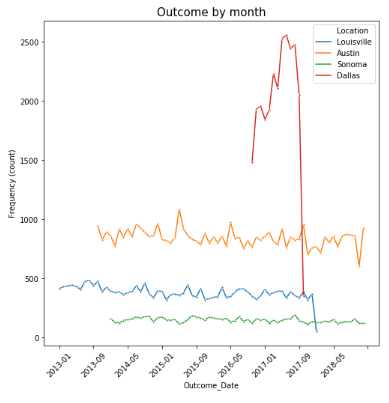 Outcome by month
Location
Louisville
Austin
Sonoma
Dallas
Frequency (count)
2500
2000
1500
1000
500
0
2013-01
2013-09
2014-05
2015-01
2015-09
2016-05
2017-01
2017-09
2018-05
Outcome_Date